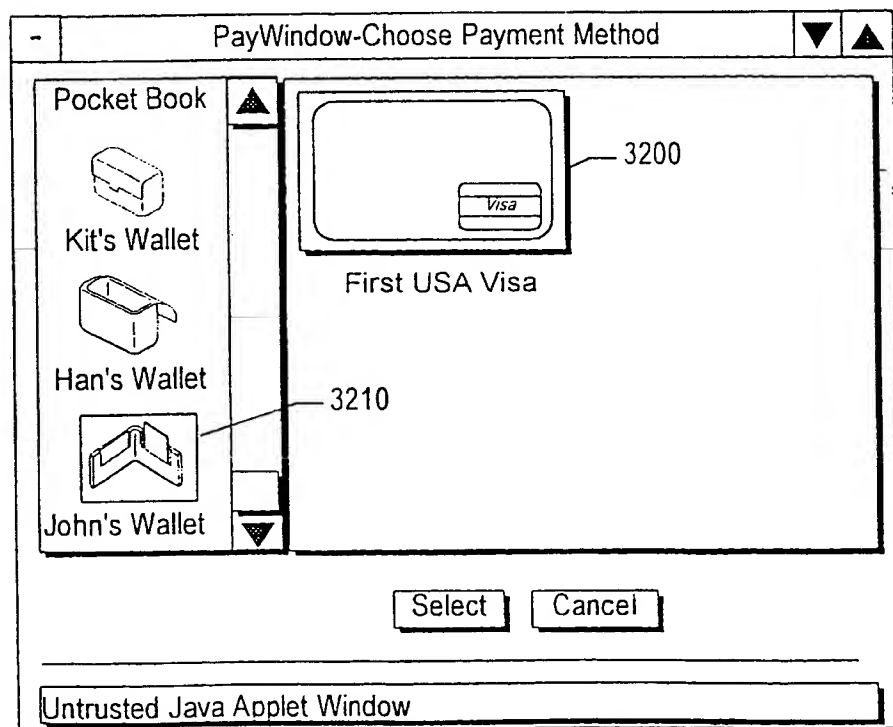 PayWindow-Choose Payment Method
Pocket Book
Kit's Wallet
Han's Wallet
3210
John's Wallet
Visa
3200
First USA Visa
Select
Cancel
Untrusted Java Applet Window